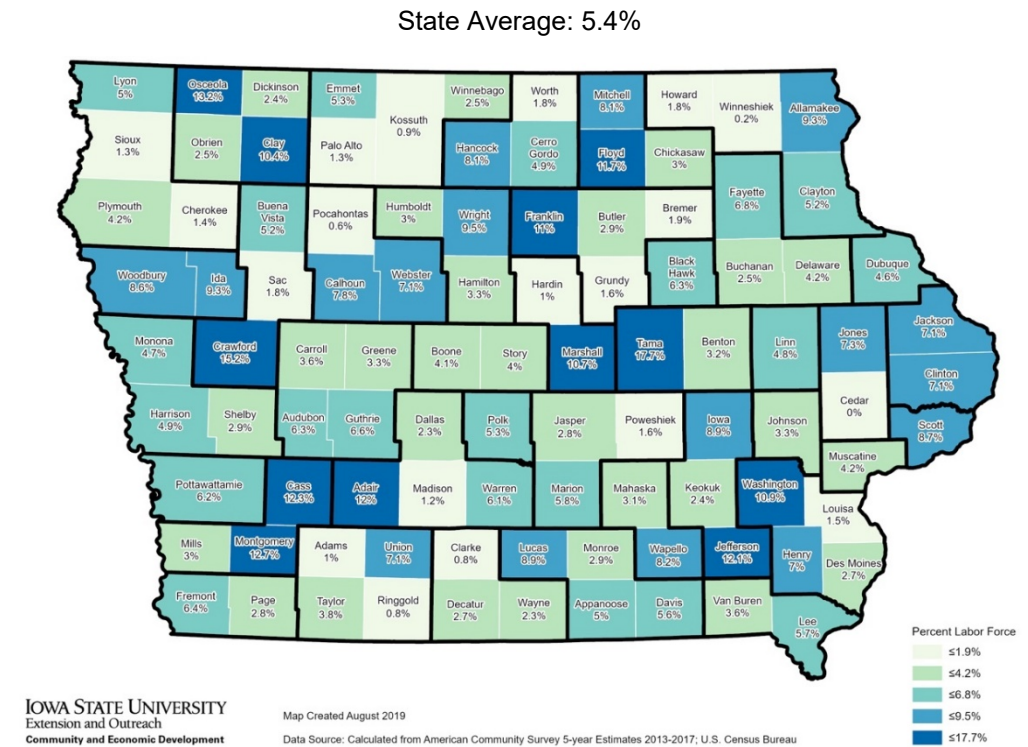 State Average: 5.4%
Lyon
5%
Osceola
13.2%
Dickinson
2.4%
Emmet
5.3%
Kossuth
0.9%
Winnebago
2.5%
Worth
1.8%
Mitchell
8.1%
Howard
1.8%
Winneshiek
0.2%
Allamakee
9.3%
Sioux
1.3%
Obrien
2.5%
Clay
10.4%
Palo Alto
1.3%
Hancock
8.1%
Cerro
Gordo
4.9%
Floyd
11.7%
Chickasaw
3%
Plymouth
4.2%
Cherokee
1.4%
Buena
Vista
5.2%
Pocahontas
0.6%
Humboldt
3%
Wright
9.5%
Franklin
11%
Butler
2.9%
Bremer
1.9%
Fayette
6.8%
Clayton
5.2%
Woodbury
8.6%
Ida
9.3%
Sac
1.8%
Calhoun
7.8%
Webster
7.1%
Hamilton
3.3%
Hardin
1%
Grundy
1.6%
Black
Hawk
6.3%
Buchanan
2.5%
Delaware
4.2%
Dubuque
4.6%
Monona
4.7%
Crawford
15.2%
Carroll
3.6%
Greene
3.3%
Boone
4.1%
Story
4%
Marshall
10.7%
Tama
17.7%
Benton
3.2%
Linn
4.8%
Jones
7.3%
Jackson
7.1%
Clinton
7.1%
Harrison
4.9%
Shelby
2.9%
Audubon
6.3%
Guthrie
6.6%
Dallas
2.3%
Polk
5.3%
Jasper
2.8%
Poweshiek
1.6%
Iowa
8.9%
Johnson
3.3%
Cedar
0%
Scott
8.7%
Muscatine
4.2%
Pottawattamie
6.2%
Cass
12.3%
Adair
12%
Madison
1.2%
Warren
6.1%
Marion
5.8%
Mahaska
3.1%
Keokuk
2.4%
Washington
10.9%
Louisa
1.5%
Mills
3%
Montgomery
12.7%
Adams
1%
Union
7.1%
Clarke
0.8%
Lucas
8.9%
Monroe
2.9%
Wapello
8.2%
Jefferson
12.1%
Henry
7%
Des Moines
2.7%
Fremont
6.4%
Page
2.8%
Taylor
3.8%
Ringgold
0.8%
Decatur
2.7%
Wayne
2.3%
Appanoose
5%
Davis
5.6%
Van Buren
3.6%
Lee
5.7%
Percent Labor Force
≤1.9%
≤4.2%
≤6.8%
≤9.5%
≤17.7%
IOWA STATE UNIVERSITY
Extension and Outreach
Community and Economic Development
Map Created August 2019
Data Source: Calculated from American Community Survey 5-year Estimates 2013-2017; U.S. Census Bureau